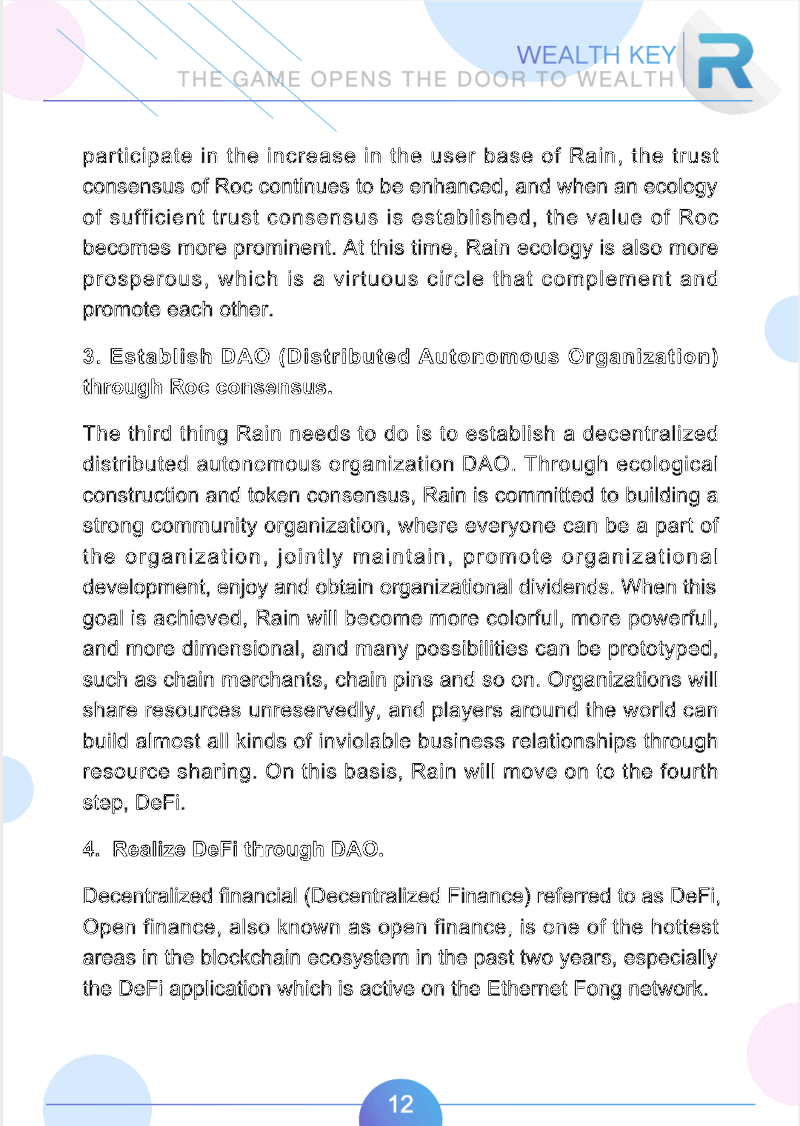 WEALTH KEY
THE GAME OPENS THE DOOR TO WEALTH
R
participate in the increase in the user base of Rain, the trust
consensus of Roc continues to be enhanced, and when an ecology
of sufficient trust consensus is established, the value of Roc
becomes more prominent. At this time, Rain ecology is also more
prosperous, which is a virtuous circle that complement and
promote each other.
3. Establish DAO (Distributed Autonomous Organization)
through Roc consensus.
The third thing Rain needs to do is to establish a decentralized
distributed autonomous organization DAO. Through ecological
construction and token consensus, Rain is committed to building a
strong community organization, where everyone can be a part of
the organization, jointly maintain, promote organizational
development, enjoy and obtain organizational dividends. When this
goal is achieved, Rain will become more colorful, more powerful,
and more dimensional, and many possibilities can be prototyped,
such as chain merchants, chain pins and so on. Organizations will
share resources unreservedly, and players around the world can
build almost all kinds of inviolable business relationships through
resource sharing. On this basis, Rain will move on to the fourth
step, DeFi.
4. Realize DeFi through DAO.
Decentralized financial (Decentralized Finance) referred to as DeFi,
Open finance, also known as open finance, is one of the hottest
areas in the blockchain ecosystem in the past two years, especially
the DeFi application which is active on the Ethernet Fong network.
12